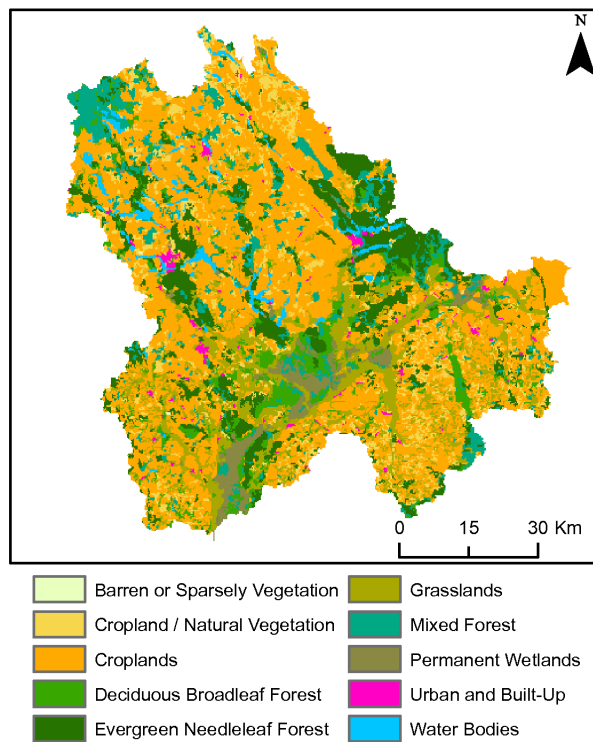 N
0 15 30 Km
Barren or Sparsely Vegetation
Cropland / Natural Vegetation
Croplands
Deciduous Broadleaf Forest
Evergreen Needleleaf Forest
Grasslands
Mixed Forest
Permanent Wetlands
Urban and Built-Up
Water Bodies